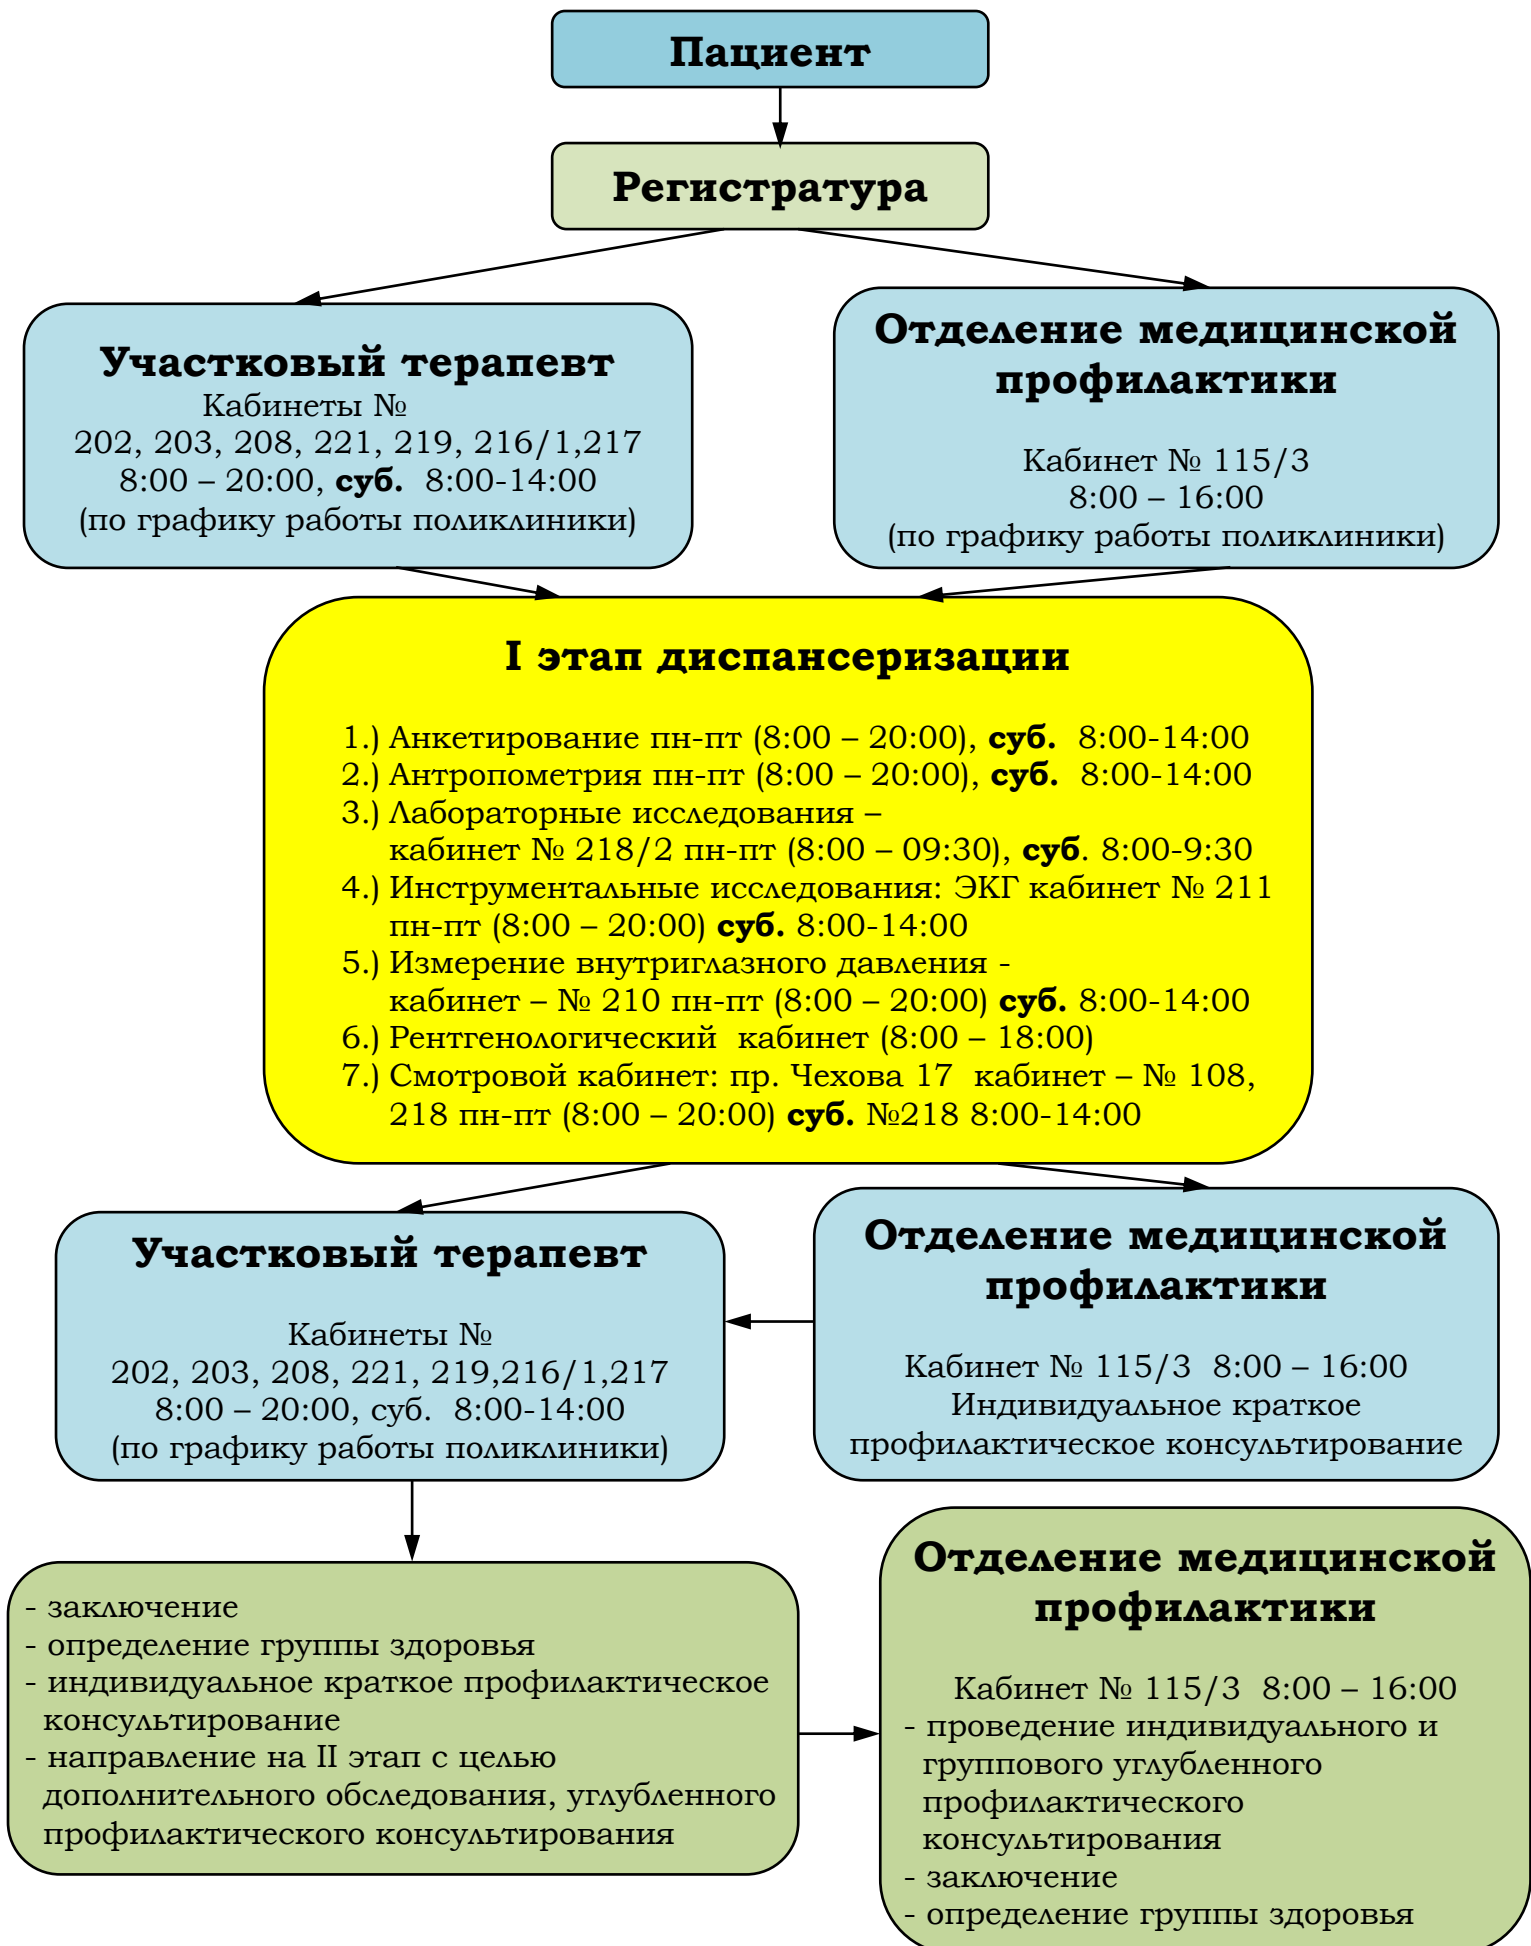 Пациент
Регистратура
Участковый терапевт
Кабинеты №
202, 203, 208, 221, 219, 216/1,217
8:00 – 20:00, суб. 8:00-14:00
(по графику работы поликлиники)
Отделение медицинской
профилактики
Кабинет № 115/3
8:00 – 16:00
(по графику работы поликлиники)
I этап диспансеризации
1.) Анкетирование пн-пт (8:00 – 20:00), суб. 8:00-14:00
2.) Антропометрия пн-пт (8:00 – 20:00), суб. 8:00-14:00
3.) Лабораторные исследования –
кабинет № 218/2 пн-пт (8:00 – 09:30), суб. 8:00-9:30
4.) Инструментальные исследования: ЭКГ кабинет № 211
пн-пт (8:00 – 20:00) суб. 8:00-14:00
5.) Измерение внутриглазного давления -
кабинет – № 210 пн-пт (8:00 – 20:00) суб. 8:00-14:00
6.) Рентгенологический кабинет (8:00 – 18:00)
7.) Смотровой кабинет: пр. Чехова 17 кабинет – № 108,
218 пн-пт (8:00 – 20:00) суб. №218 8:00-14:00
Участковый терапевт
Кабинеты №
202, 203, 208, 221, 219,216/1,217
8:00 – 20:00, суб. 8:00-14:00
(по графику работы поликлиники)
Отделение медицинской
профилактики
Кабинет № 115/3 8:00 – 16:00
Индивидуальное краткое
профилактическое консультирование
- заключение
- определение группы здоровья
- индивидуальное краткое профилактическое
консультирование
- направление на II этап с целью
дополнительного обследования, углубленного
профилактического консультирования
Отделение медицинской
профилактики
Кабинет № 115/3 8:00 – 16:00
- проведение индивидуального и
группового углубленного
профилактического
консультирования
- заключение
- определение группы здоровья